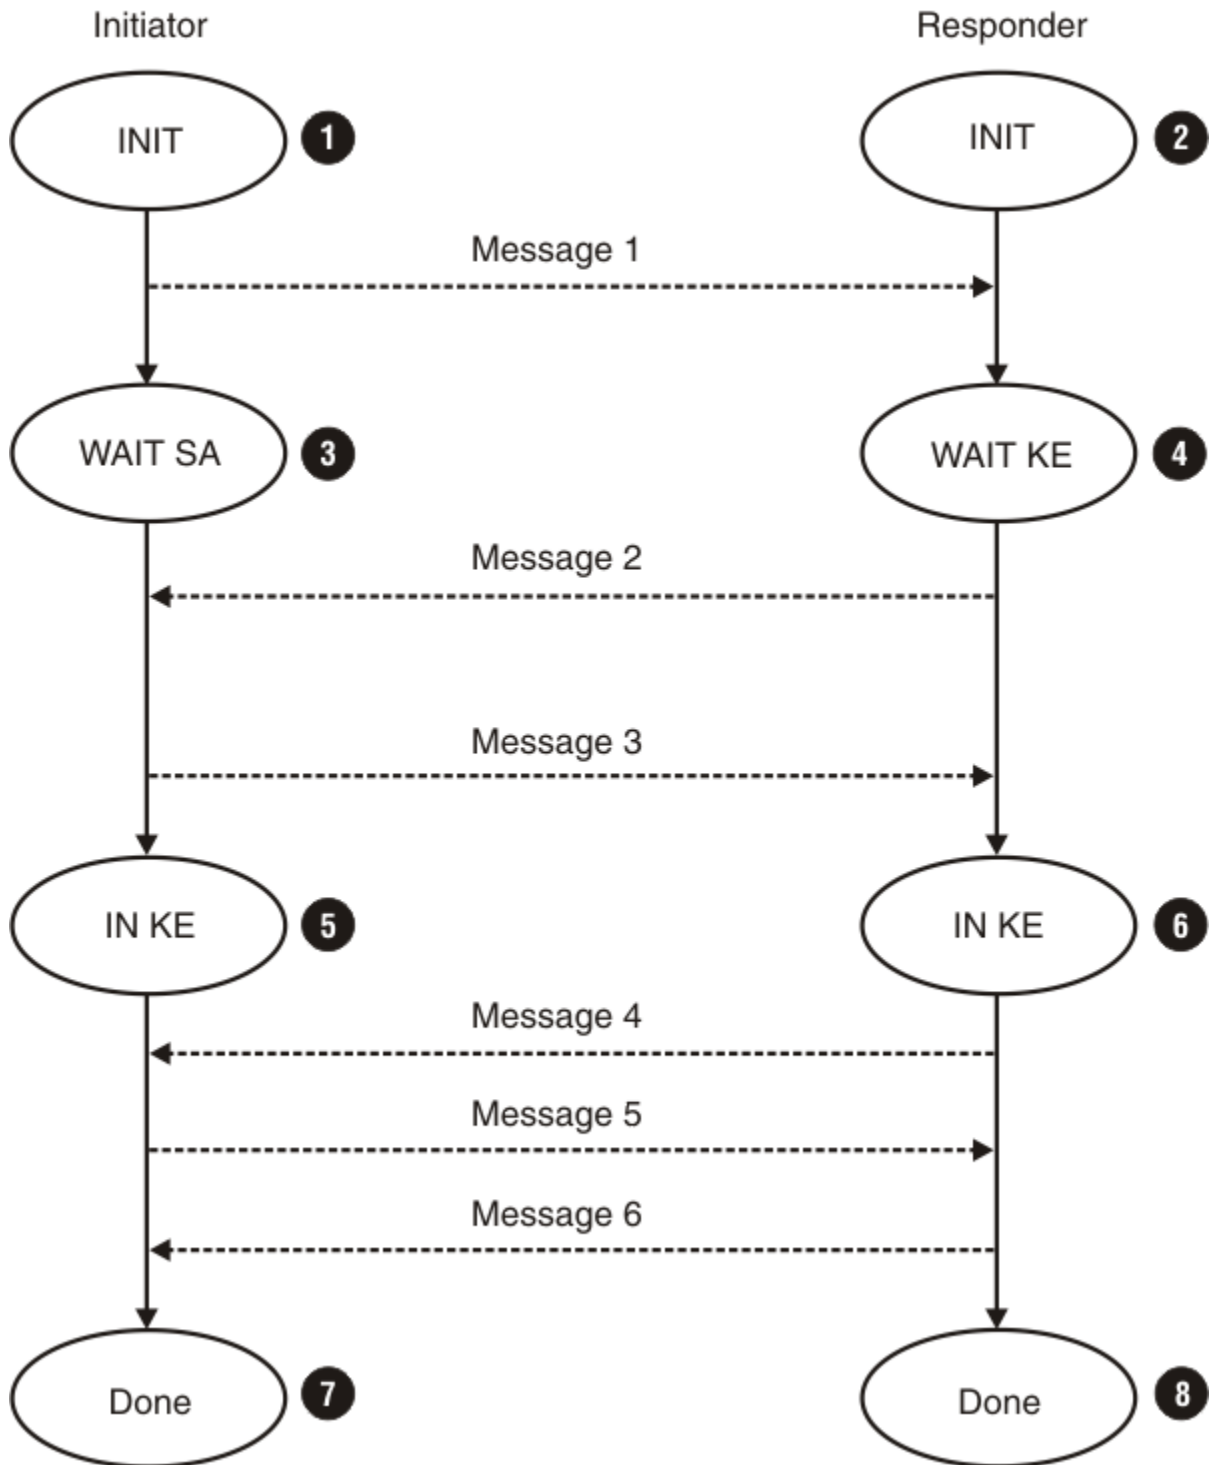 Initiator Responder
INIT 1 INIT 2
Message 1
WAIT SA 3 WAIT KE 4
Message 2
Message 3
IN KE 5 IN KE 6
Message 4
Message 5
Message 6
Done 7 Done 8